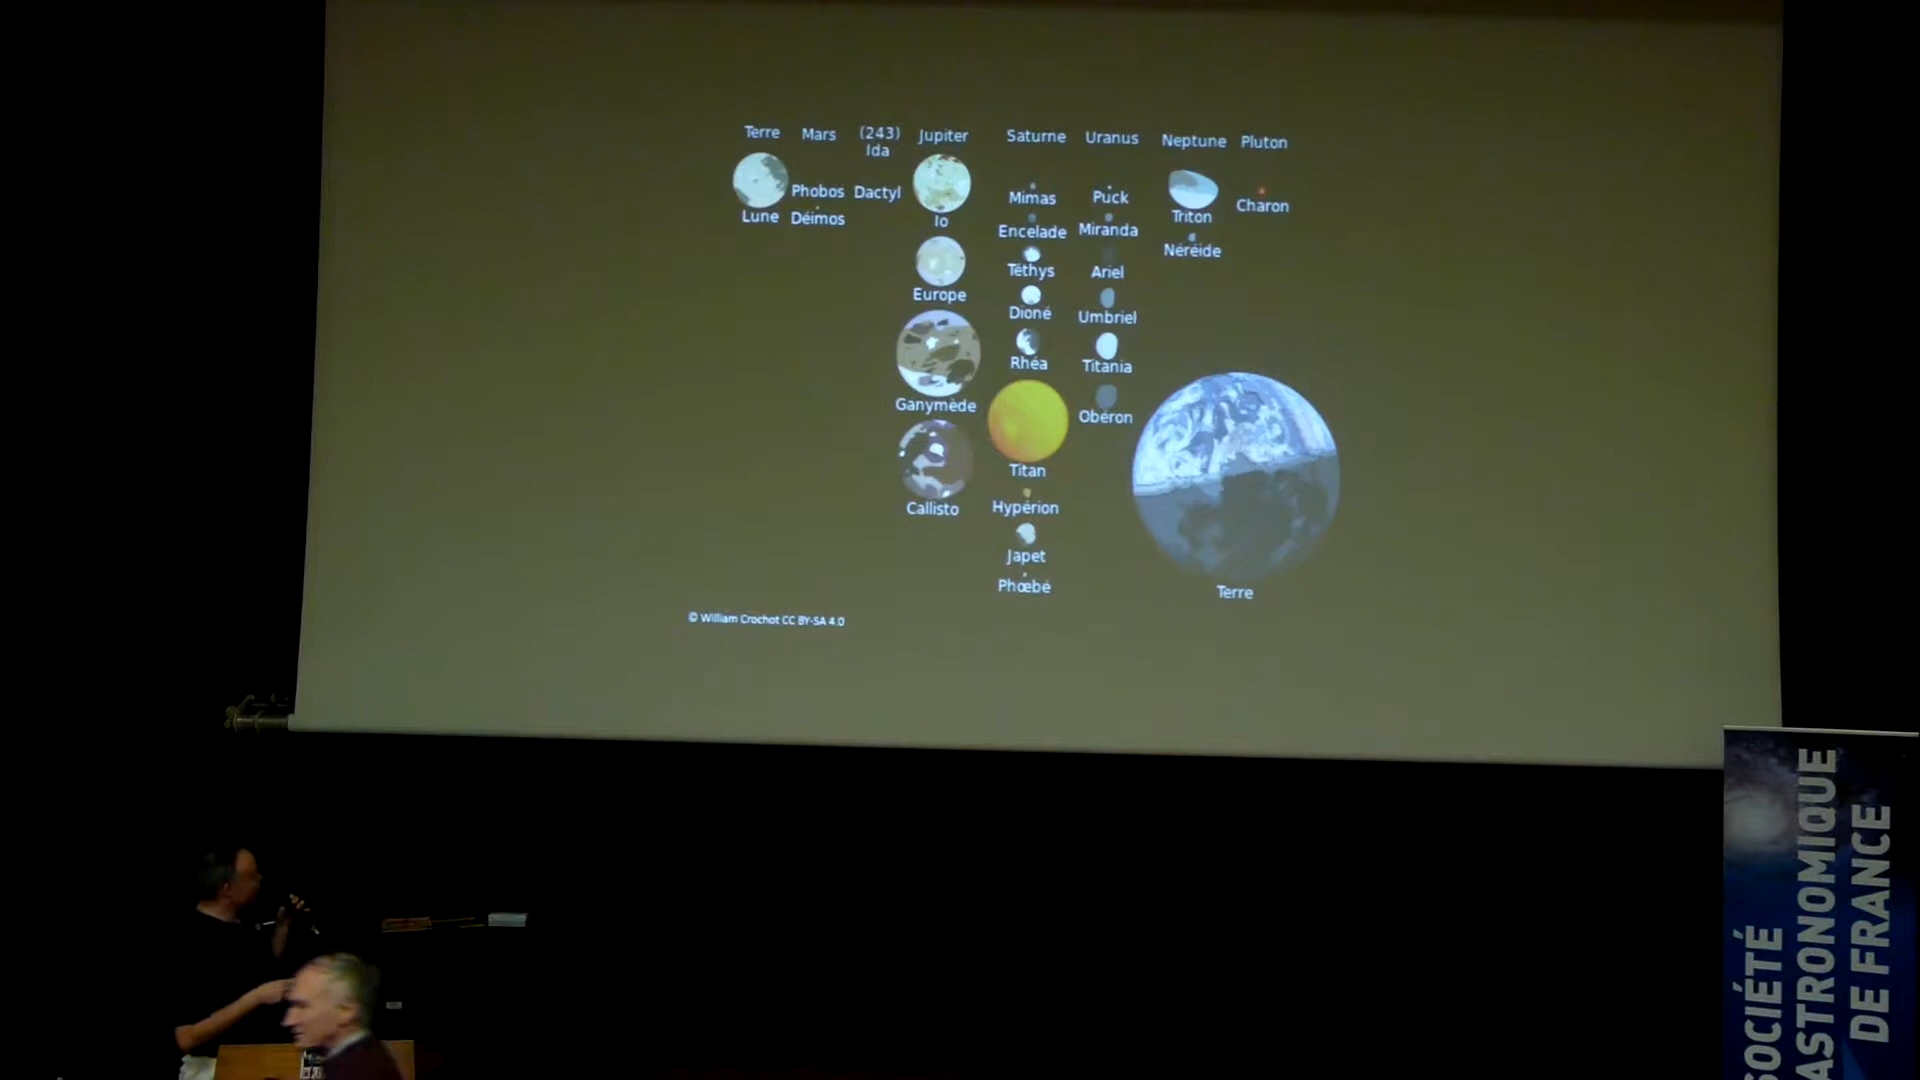 Terre
Mars
(243)
Ida
Jupiter
Saturne
Uranus
Neptune
Pluton
Lune
Phobos
Déimos
Dactyl
Io
Europe
Ganymède
Callisto
Mimas
Encelade
Téthys
Dioné
Rhéa
Titan
Hypérion
Japet
Phœbé
Puck
Miranda
Ariel
Umbriel
Titania
Obéron
Triton
Néréide
Charon
Terre
© William Crochot CC BY-SA 4.0
SOCIÉTÉ
ASTRONOMIQUE
DE FRANCE